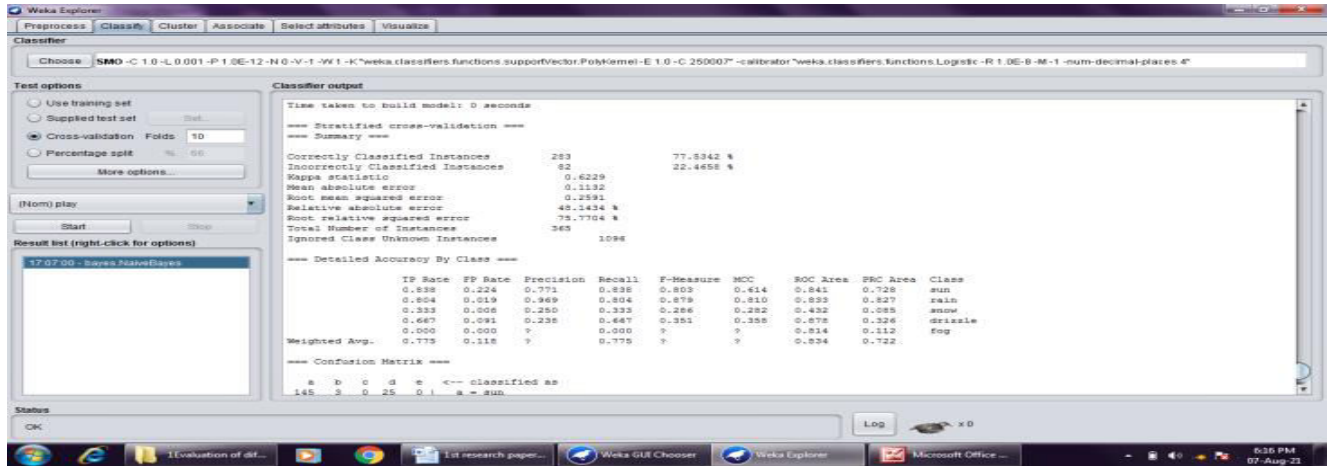 Weka Explorer
Preprocess Classify Cluster Associate Select attributes Visualize
Classifier
Choose SMO -C 1.0 -L 0.001 -P 1.0E-12 -N 0 -V -1 -W 1 -K "weka.classifiers.functions.supportVector.PolyKernel -E 1.0 -C 250007" -calibrator "weka.classifiers.functions.Logistic -R 1.0E-8 -M -1 -num-decimal-places 4"
Test options
Use training set
Supplied test set Set...
Cross-validation Folds 10
Percentage split % 66
More options...
(Nom) play
Start Stop
Result list (right-click for options)
17:07:00 - bayes.NaiveBayes
Classifier output
Time taken to build model: 0 seconds
=== Stratified cross-validation ===
=== Summary ===
Correctly Classified Instances 283 77.5342 %
Incorrectly Classified Instances 82 22.4658 %
Kappa statistic 0.6229
Mean absolute error 0.1132
Root mean squared error 0.2591
Relative absolute error 48.1434 %
Root relative squared error 75.7704 %
Total Number of Instances 365
Ignored Class Unknown Instances 1096
=== Detailed Accuracy By Class ===
TP Rate FP Rate Precision Recall F-Measure MCC ROC Area PRC Area Class
0.838 0.224 0.771 0.838 0.803 0.614 0.841 0.728 sun
0.804 0.019 0.969 0.804 0.879 0.810 0.833 0.827 rain
0.333 0.008 0.250 0.333 0.286 0.282 0.432 0.085 snow
0.667 0.091 0.238 0.667 0.351 0.358 0.878 0.326 drizzle
0.000 0.000 ? 0.000 ? ? 0.814 0.112 fog
Weighted Avg. 0.775 0.118 ? 0.775 ? ? 0.834 0.722
=== Confusion Matrix ===
a b c d e <-- classified as
145 3 0 25 0 | a = sun
Status
OK
Log x 0
1Evaluation of dif... 1st research paper... Weka GUI Chooser Weka Explorer Microsoft Office ... 6:16 PM
07-Aug-21